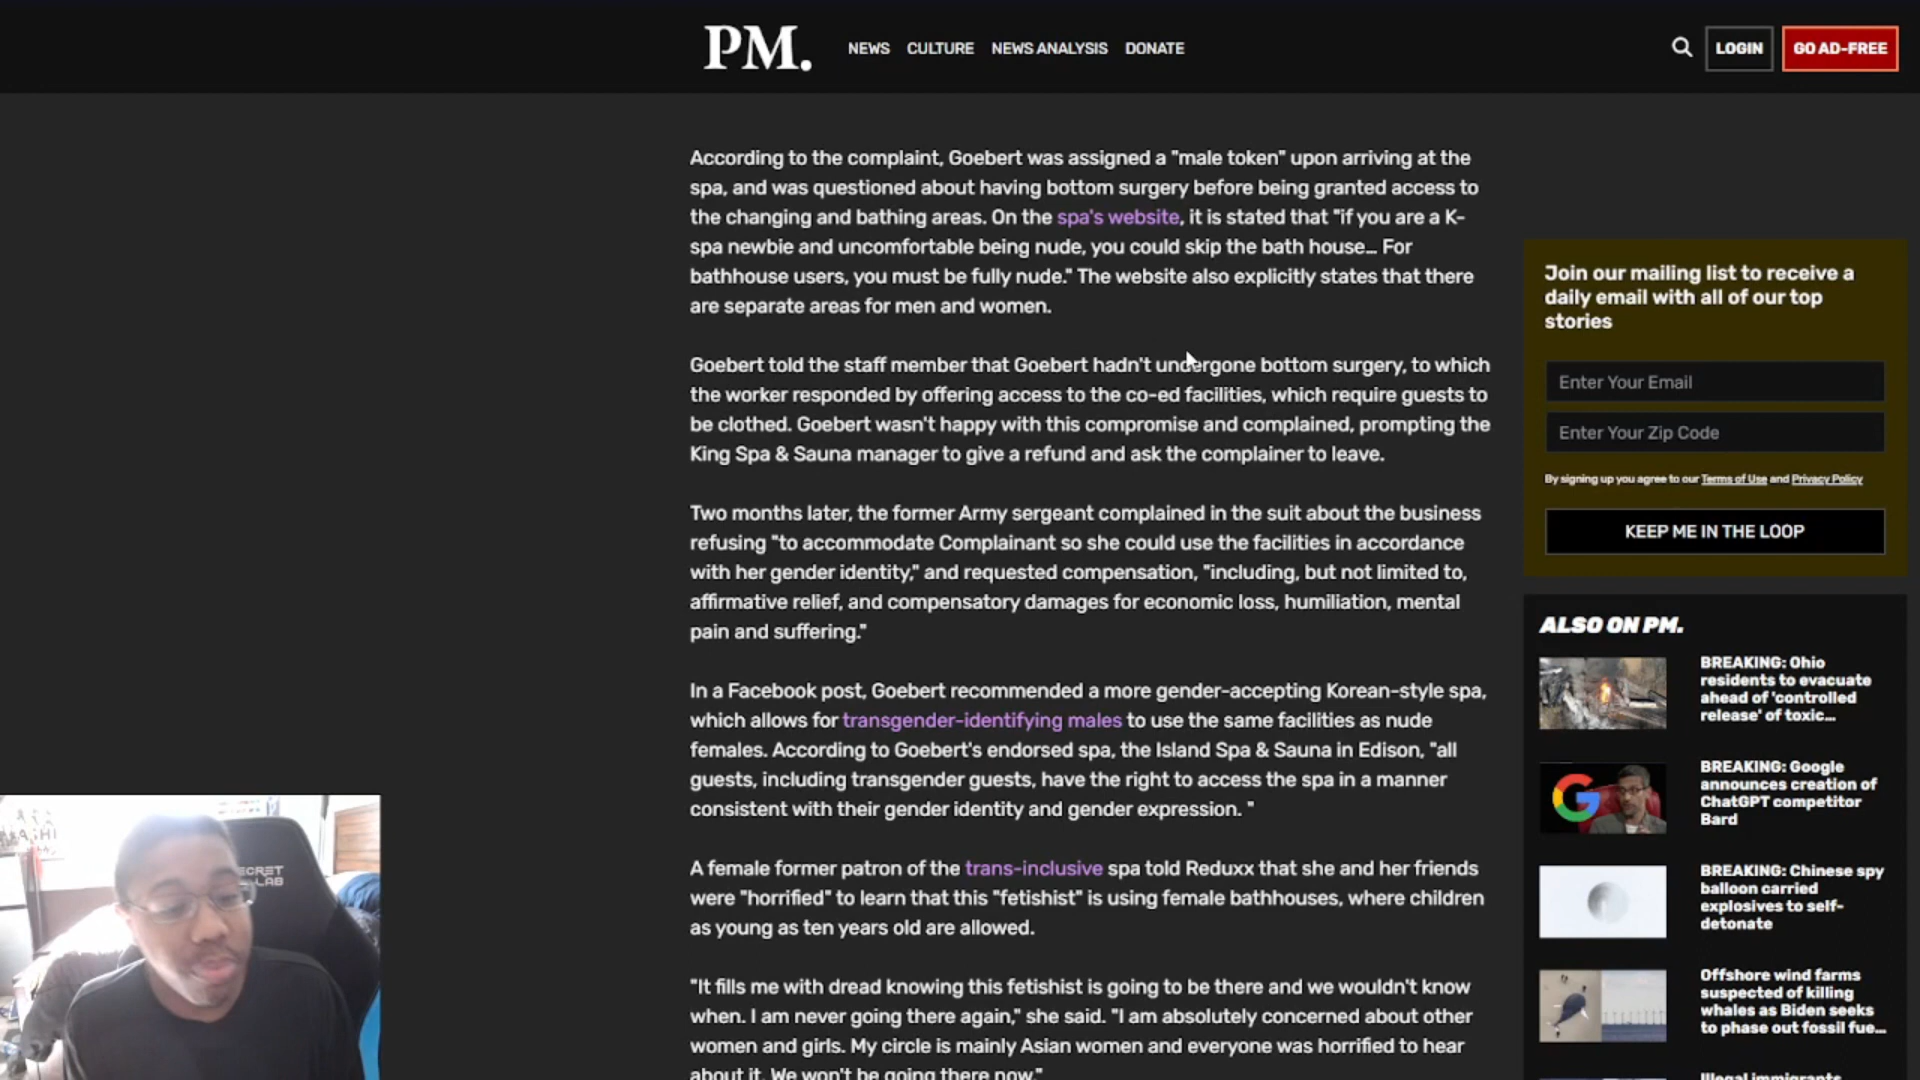 PM.
NEWS CULTURE NEWS ANALYSIS DONATE
LOGIN
GO AD-FREE
According to the complaint, Goebert was assigned a "male token" upon arriving at the
spa, and was questioned about having bottom surgery before being granted access to
the changing and bathing areas. On the spa's website, it is stated that "if you are a K-
spa newbie and uncomfortable being nude, you could skip the bath house... For
bathhouse users, you must be fully nude." The website also explicitly states that there
are separate areas for men and women.
Goebert told the staff member that Goebert hadn't undergone bottom surgery, to which
the worker responded by offering access to the co-ed facilities, which require guests to
be clothed. Goebert wasn't happy with this compromise and complained, prompting the
King Spa & Sauna manager to give a refund and ask the complainer to leave.
Two months later, the former Army sergeant complained in the suit about the business
refusing "to accommodate Complainant so she could use the facilities in accordance
with her gender identity," and requested compensation, "including, but not limited to,
affirmative relief, and compensatory damages for economic loss, humiliation, mental
pain and suffering."
In a Facebook post, Goebert recommended a more gender-accepting Korean-style spa,
which allows for transgender-identifying males to use the same facilities as nude
females. According to Goebert's endorsed spa, the Island Spa & Sauna in Edison, "all
guests, including transgender guests, have the right to access the spa in a manner
consistent with their gender identity and gender expression. "
A female former patron of the trans-inclusive spa told Reduxx that she and her friends
were "horrified" to learn that this "fetishist" is using female bathhouses, where children
as young as ten years old are allowed.
"It fills me with dread knowing this fetishist is going to be there and we wouldn't know
when. I am never going there again," she said. "I am absolutely concerned about other
women and girls. My circle is mainly Asian women and everyone was horrified to hear
about it. We won't be going there now."
Join our mailing list to receive a
daily email with all of our top
stories
Enter Your Email
Enter Your Zip Code
By signing up you agree to our Terms of Use and Privacy Policy
KEEP ME IN THE LOOP
ALSO ON PM.
BREAKING: Ohio
residents to evacuate
ahead of 'controlled
release' of toxic...
BREAKING: Google
announces creation of
ChatGPT competitor
Bard
BREAKING: Chinese spy
balloon carried
explosives to self-
detonate
Offshore wind farms
suspected of killing
whales as Biden seeks
to phase out fossil fue...
Illegal immigrants